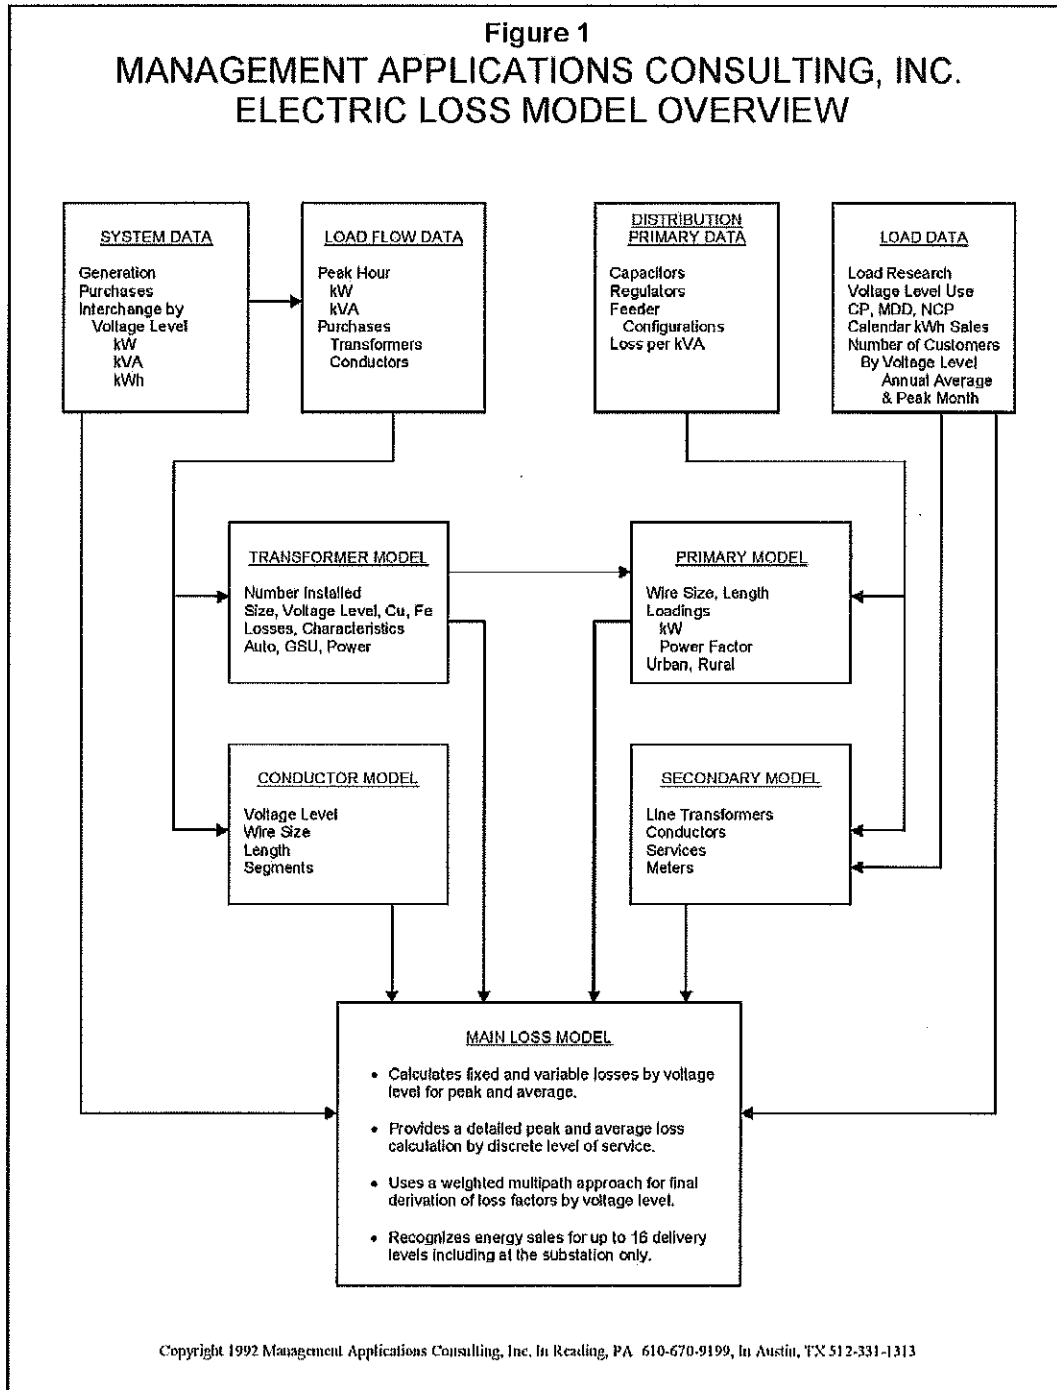 Figure 1
MANAGEMENT APPLICATIONS CONSULTING, INC.
ELECTRIC LOSS MODEL OVERVIEW
SYSTEM DATA
Generation
Purchases
Interchange by
Voltage Level
kW
kVA
kWh
LOAD FLOW DATA
Peak Hour
kW
kVA
Purchases
Transformers
Conductors
DISTRIBUTION
PRIMARY DATA
Capacitors
Regulators
Feeder
Configurations
Loss per kVA
LOAD DATA
Load Research
Voltage Level Use
CP, MDD, NCP
Calendar kWh Sales
Number of Customers
By Voltage Level
Annual Average
& Peak Month
TRANSFORMER MODEL
Number Installed
Size, Voltage Level, Cu, Fe
Losses, Characteristics
Auto, GSU, Power
PRIMARY MODEL
Wire Size, Length
Loadings
kW
Power Factor
Urban, Rural
CONDUCTOR MODEL
Voltage Level
Wire Size
Length
Segments
SECONDARY MODEL
Line Transformers
Conductors
Services
Meters
MAIN LOSS MODEL
• Calculates fixed and variable losses by voltage
level for peak and average.
• Provides a detailed peak and average loss
calculation by discrete level of service.
• Uses a weighted multipath approach for final
derivation of loss factors by voltage level.
• Recognizes energy sales for up to 16 delivery
levels including at the substation only.
Copyright 1992 Management Applications Consulting, Inc. In Reading, PA 610-670-9199, In Austin, TX 512-331-1313